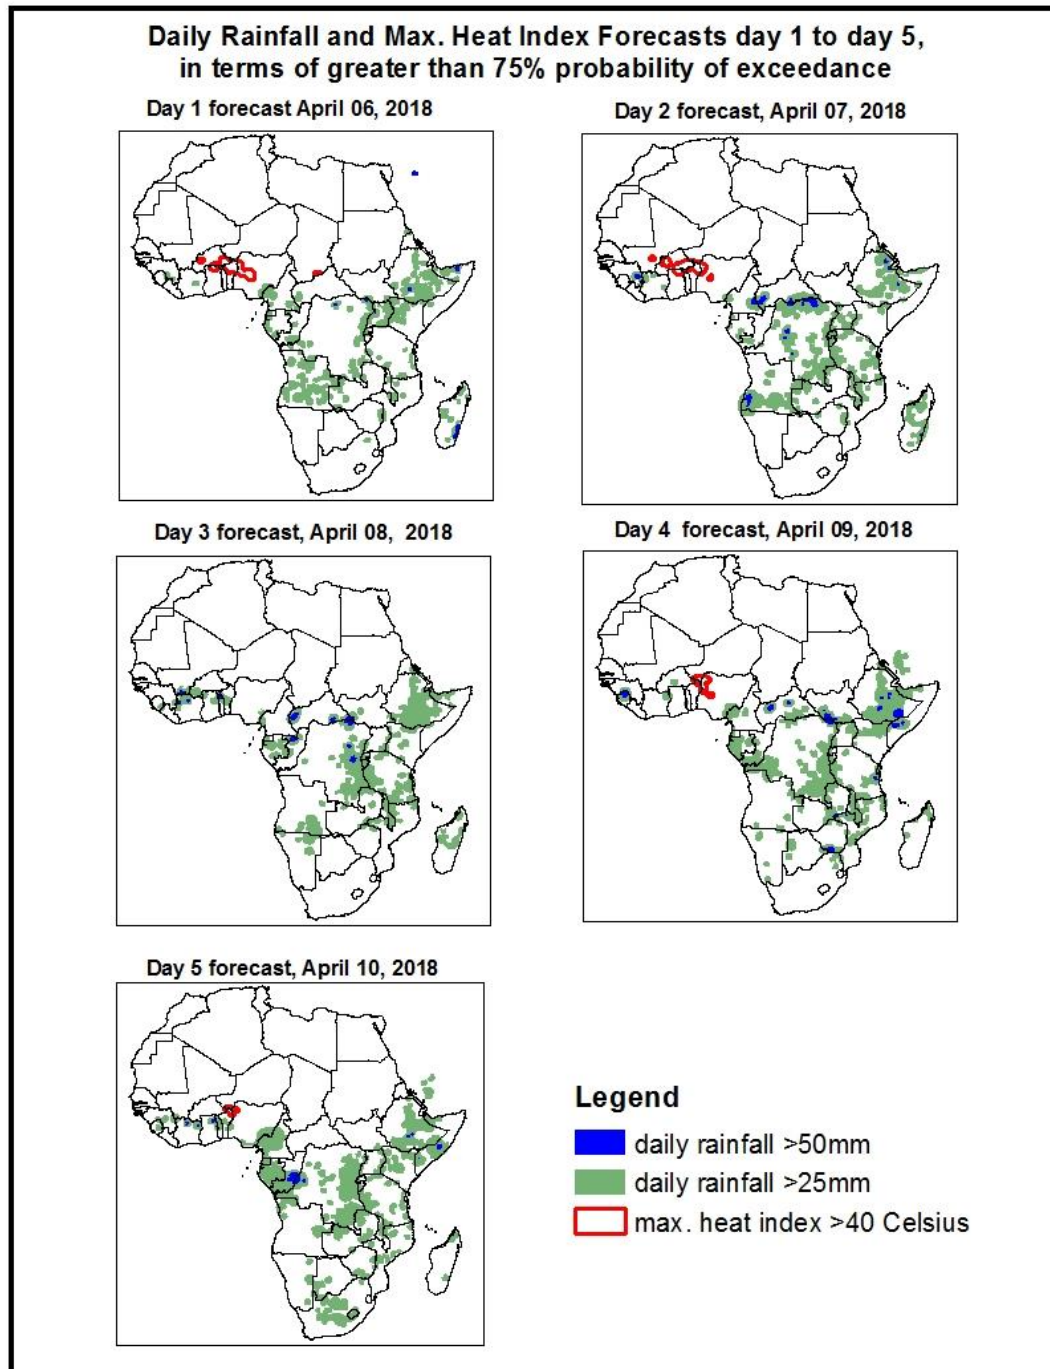 Daily Rainfall and Max. Heat Index Forecasts day 1 to day 5,
in terms of greater than 75% probability of exceedance
Day 1 forecast April 06, 2018
Day 2 forecast, April 07, 2018
Day 3 forecast, April 08, 2018
Day 4 forecast, April 09, 2018
Day 5 forecast, April 10, 2018
Legend
daily rainfall >50mm
daily rainfall >25mm
max. heat index >40 Celsius